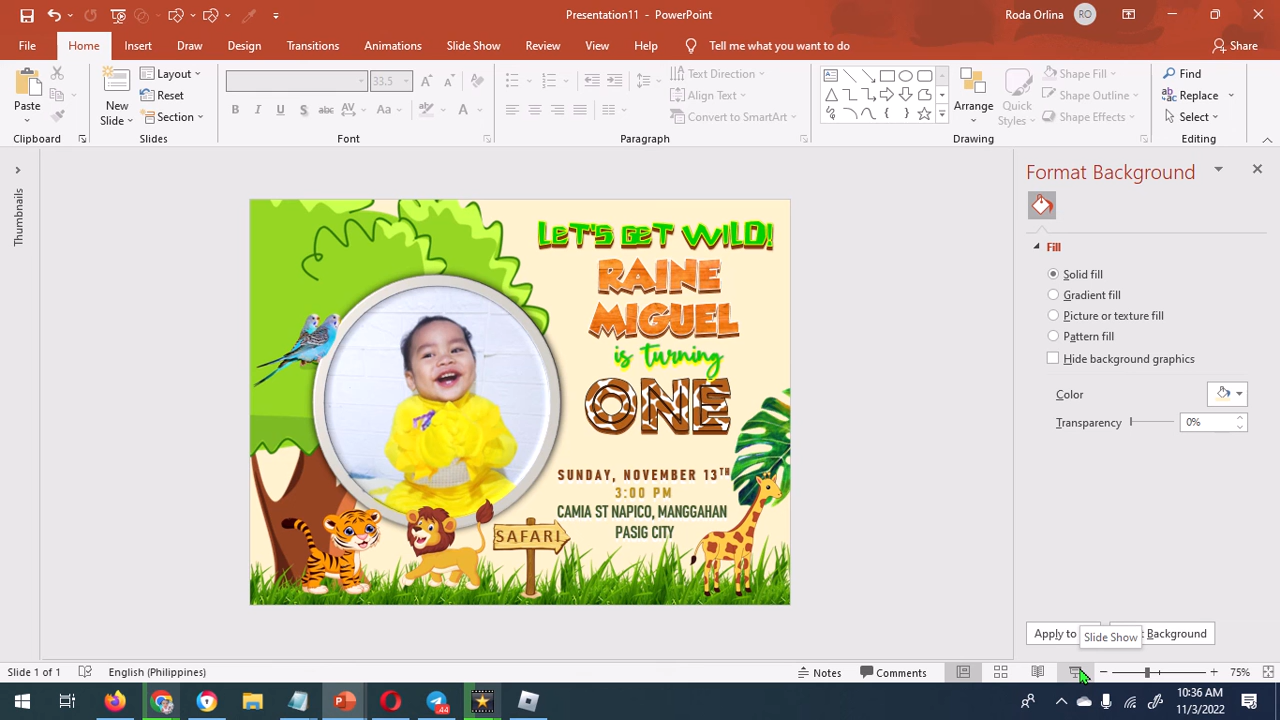 Presentation11 - PowerPoint
Roda Orlina RO
File Home Insert Draw Design Transitions Animations Slide Show Review View Help Tell me what you want to do Share
Paste
New Slide
Layout
Reset
Section
33.5
B I U S abc AV Aa A
Text Direction
Align Text
Convert to SmartArt
Arrange
Quick Styles
Shape Fill
Shape Outline
Shape Effects
Find
Replace
Select
Clipboard Slides Font Paragraph Drawing Editing
Thumbnails
LET'S GET WILD!
RAINE
MIGUEL
is turning
ONE
SUNDAY, NOVEMBER 13TH
3:00 PM
CAMIA ST NAPICO, MANGGAHAN
PASIG CITY
SAFARI
Format Background
Fill
Solid fill
Gradient fill
Picture or texture fill
Pattern fill
Hide background graphics
Color
Transparency 0%
Apply to
Background
Slide Show
Slide 1 of 1 English (Philippines) Notes Comments 75%
.44
10:36 AM
11/3/2022